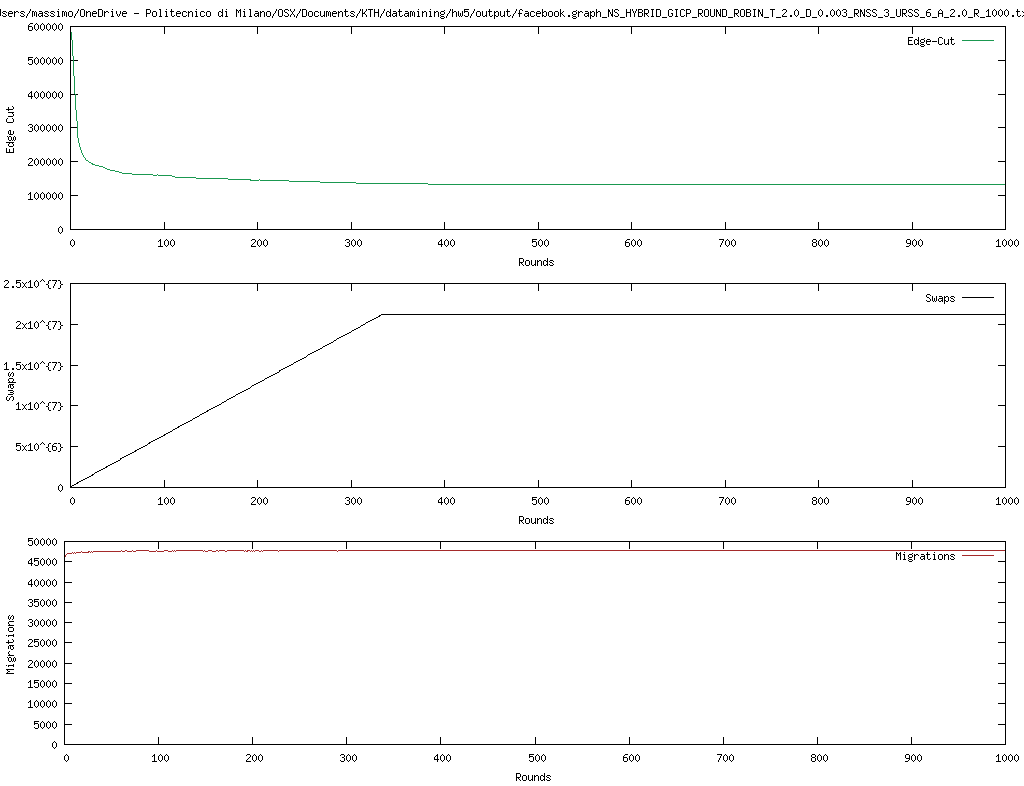 Users/massimo/OneDrive - Politecnico di Milano/OSX/Documents/KTH/datamining/hw5/output/facebook.graph_NS_HYBRID_GICP_ROUND_ROBIN_T_2.0_D_0.003_RNSS_3_URSS_6_A_2.0_R_1000.tx
600000
500000
400000
300000
200000
100000
0
Edge Cut
Edge-Cut
0 100 200 300 400 500 600 700 800 900 1000
Rounds
2.5x10^{7}
2x10^{7}
1.5x10^{7}
1x10^{7}
5x10^{6}
0
Swaps
Swaps
0 100 200 300 400 500 600 700 800 900 1000
Rounds
50000
45000
40000
35000
30000
25000
20000
15000
10000
5000
0
Migrations
Migrations
0 100 200 300 400 500 600 700 800 900 1000
Rounds